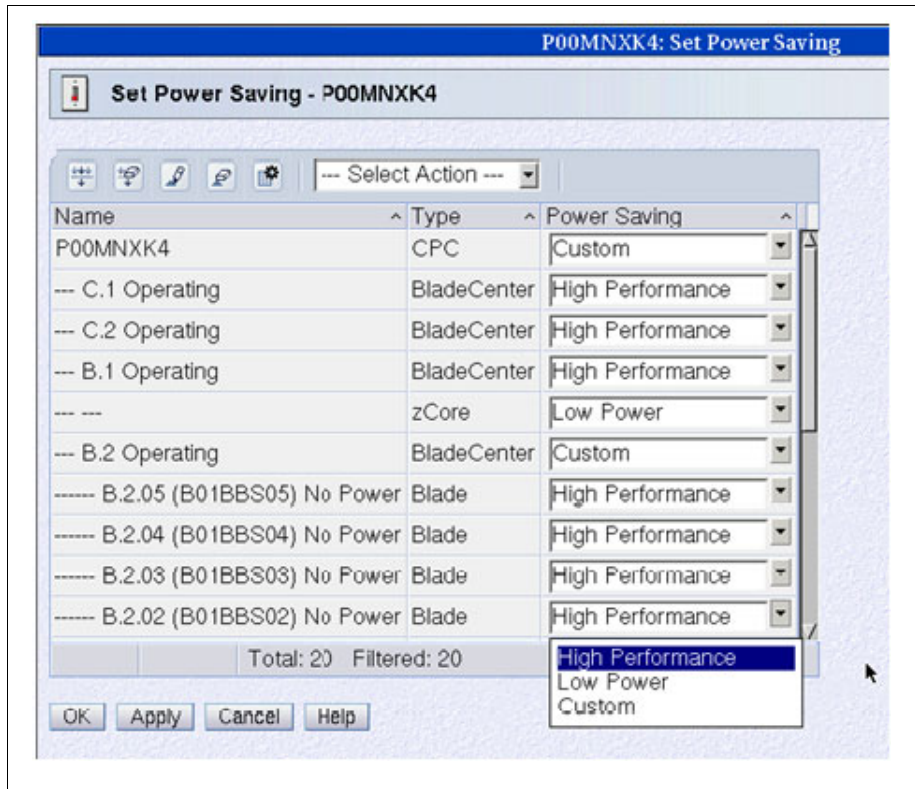 P00MNXK4: Set Power Saving
Set Power Saving - P00MNXK4
--- Select Action ---
Name Type Power Saving
P00MNXK4 CPC Custom
--- C.1 Operating BladeCenter High Performance
--- C.2 Operating BladeCenter High Performance
--- B.1 Operating BladeCenter High Performance
--- --- zCore Low Power
--- B.2 Operating BladeCenter Custom
------ B.2.05 (B01BBS05) No Power Blade High Performance
------ B.2.04 (B01BBS04) No Power Blade High Performance
------ B.2.03 (B01BBS03) No Power Blade High Performance
------ B.2.02 (B01BBS02) No Power Blade High Performance
Total: 20 Filtered: 20
High Performance
Low Power
Custom
OK Apply Cancel Help